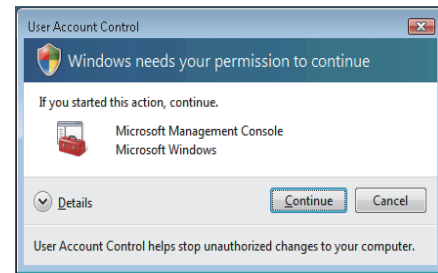 User Account Control
Windows needs your permission to continue
If you started this action, continue.
Microsoft Management Console
Microsoft Windows
Details
Continue
Cancel
User Account Control helps stop unauthorized changes to your computer.